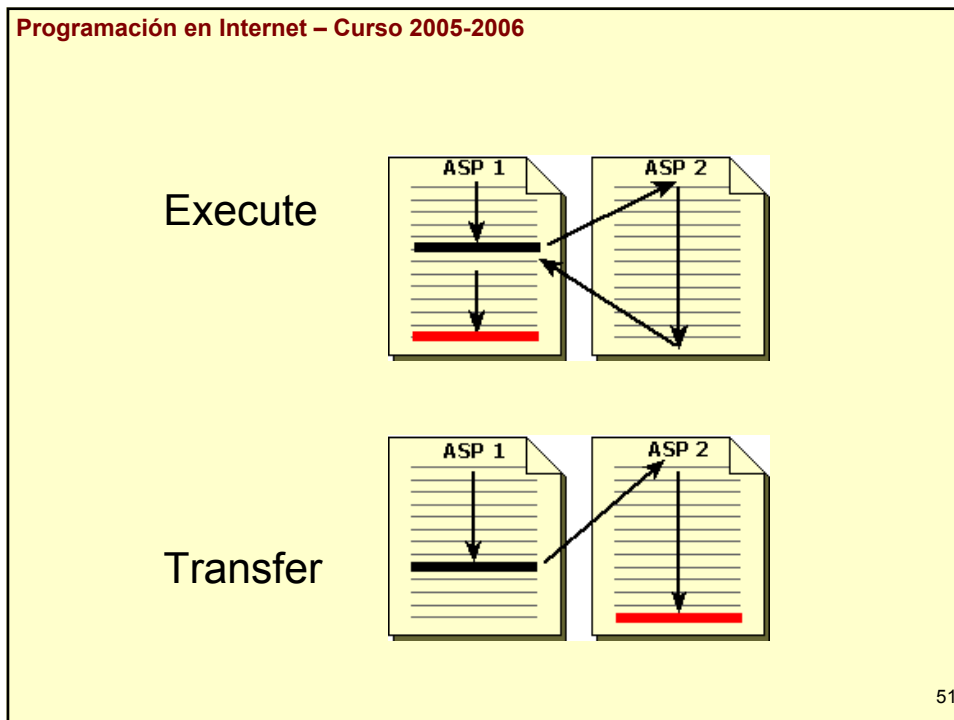 Programación en Internet – Curso 2005-2006
ASP 1 ASP 2
Execute
ASP 1 ASP 2
Transfer
51